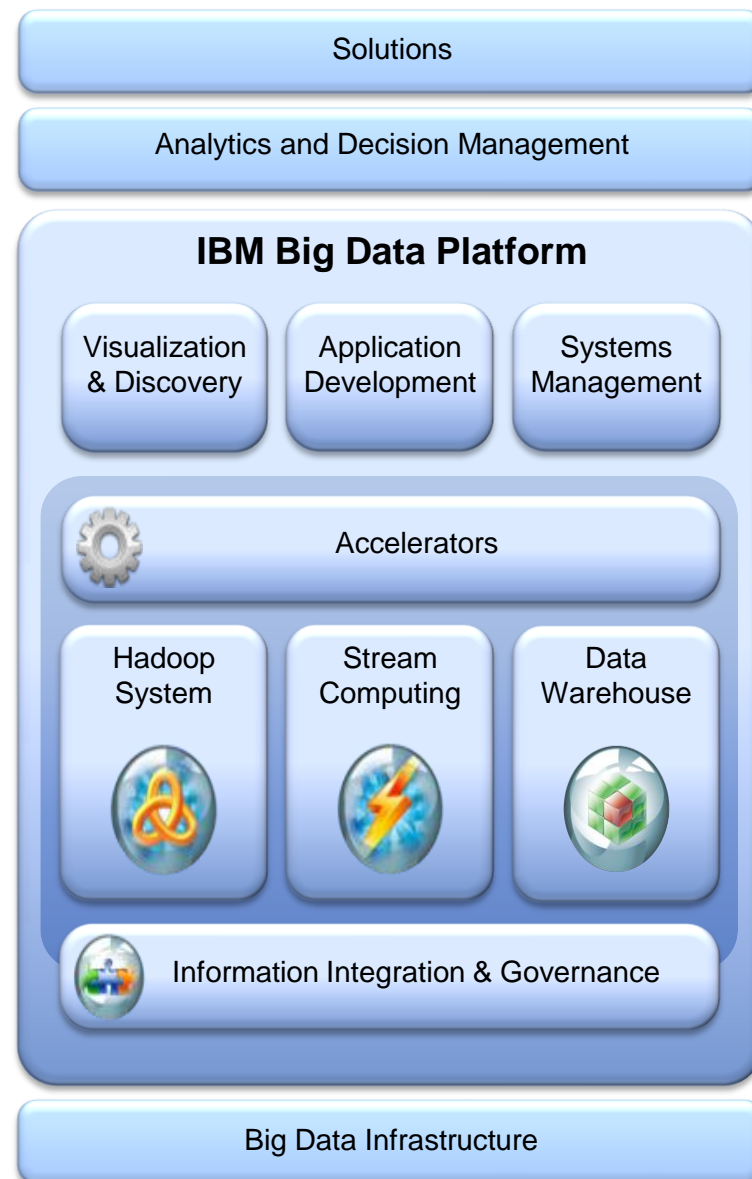 Solutions
Analytics and Decision Management
IBM Big Data Platform
Visualization
& Discovery
Application
Development
Systems
Management
Accelerators
Hadoop
System
Stream
Computing
Data
Warehouse
Information Integration & Governance
Big Data Infrastructure